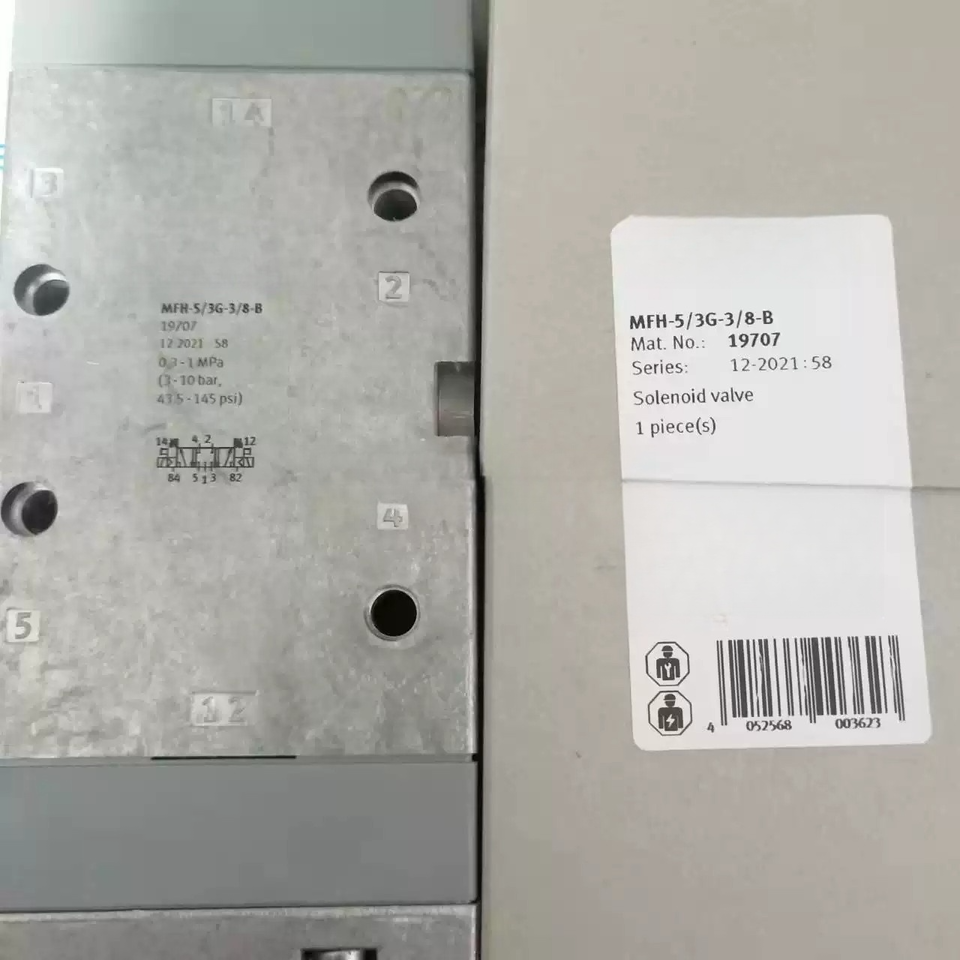 14
3
2
MFH-5/3G-3/8-B
19707
12-2021 : 58
0,3 - 1 MPa
(3 - 10 bar,
43.5 - 145 psi)
1
14 4 2 12
84 5 1 3 82
4
5
12
MFH-5/3G-3/8-B
Mat. No.: 19707
Series: 12-2021 : 58
Solenoid valve
1 piece(s)
4 052568 003623